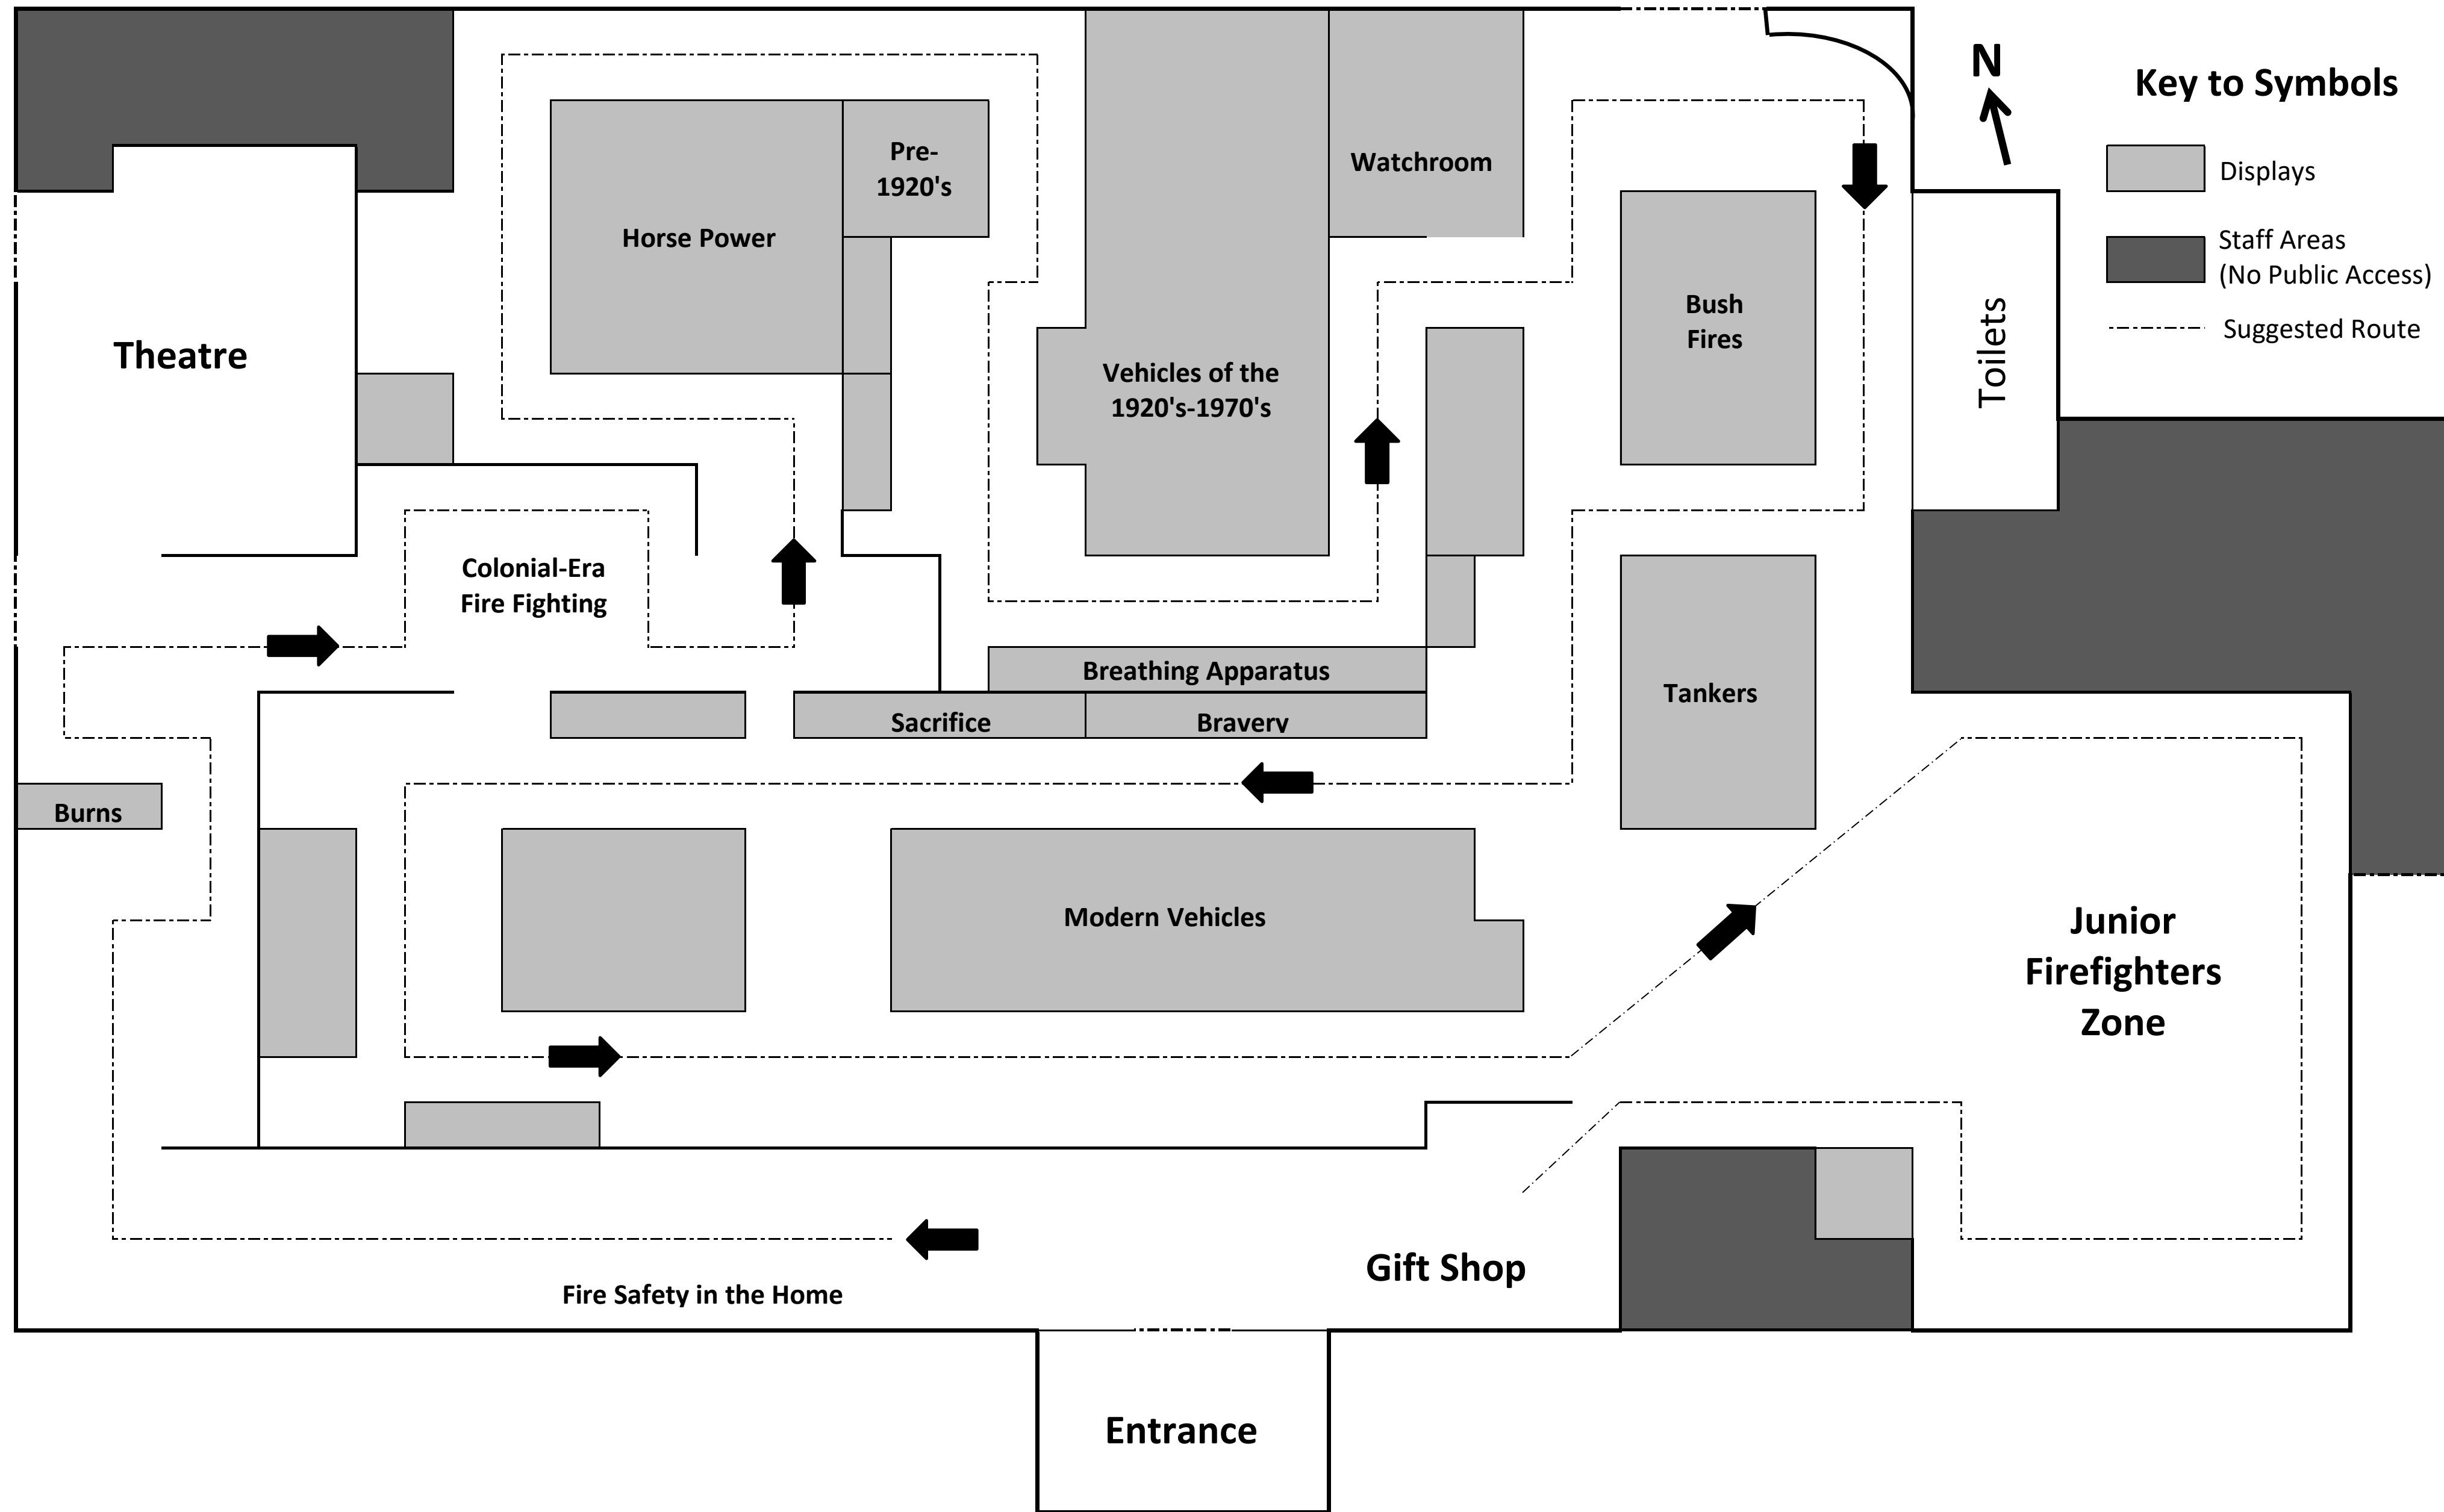 N
Key to Symbols
Displays
Staff Areas
(No Public Access)
Suggested Route
Pre-
1920's
Watchroom
Horse Power
Bush
Fires
Toilets
Theatre
Vehicles of the
1920's-1970's
Colonial-Era
Fire Fighting
Breathing Apparatus
Tankers
Sacrifice
Bravery
Burns
Modern Vehicles
Junior
Firefighters
Zone
Gift Shop
Fire Safety in the Home
Entrance